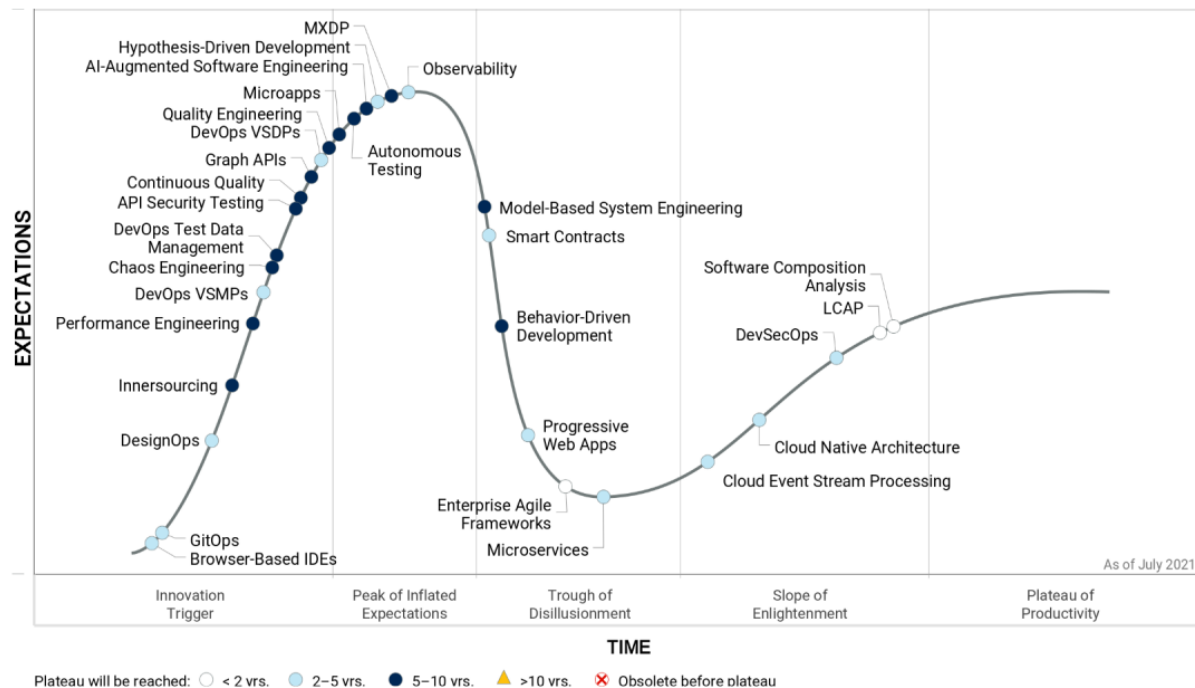 MXDP
Hypothesis-Driven Development
AI-Augmented Software Engineering
Observability
Microapps
Quality Engineering
DevOps VSDPs
Graph APIs
Autonomous
Testing
Continuous Quality
API Security Testing
DevOps Test Data
Management
Chaos Engineering
DevOps VSMPs
Performance Engineering
Innersourcing
DesignOps
GitOps
Browser-Based IDEs
Model-Based System Engineering
Smart Contracts
Behavior-Driven
Development
Progressive
Web Apps
Enterprise Agile
Frameworks
Microservices
Software Composition
Analysis
LCAP
DevSecOps
Cloud Native Architecture
Cloud Event Stream Processing
EXPECTATIONS
As of July 2021
Innovation
Trigger
Peak of Inflated
Expectations
Trough of
Disillusionment
Slope of
Enlightenment
Plateau of
Productivity
TIME
Plateau will be reached: < 2 yrs. 2–5 yrs. 5–10 yrs. >10 yrs. Obsolete before plateau